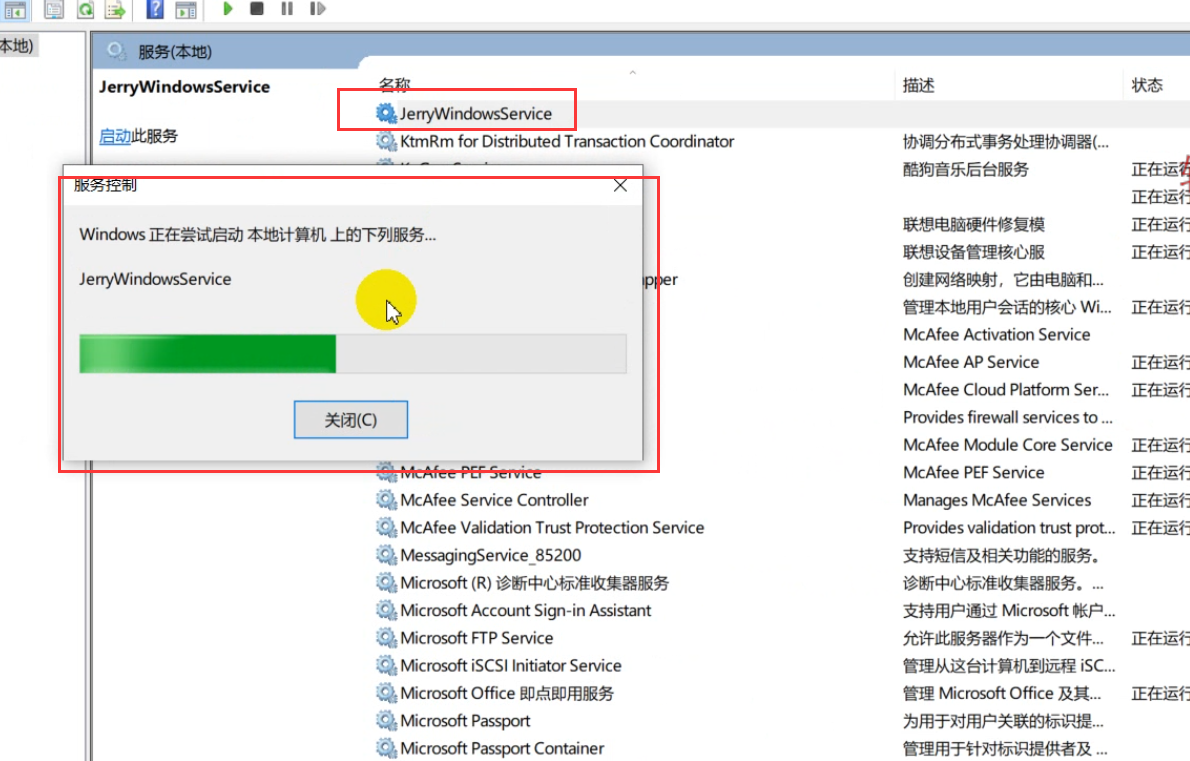 本地)
服务(本地)
JerryWindowsService
启动此服务
名称 描述 状态
JerryWindowsService
KtmRm for Distributed Transaction Coordinator 协调分布式事务处理协调器(...
酷狗音乐后台服务 正在运行
正在运行
联想电脑硬件修复模 正在运行
联想设备管理核心服 正在运行
pper 创建网络映射，它由电脑和...
管理本地用户会话的核心 Wi... 正在运行
McAfee Activation Service
McAfee AP Service 正在运行
McAfee Cloud Platform Ser... 正在运行
Provides firewall services to ...
McAfee Module Core Service 正在运行
服务控制
Windows 正在尝试启动 本地计算机 上的下列服务...
JerryWindowsService
关闭(C)
McAfee PEF Service McAfee PEF Service 正在运行
McAfee Service Controller Manages McAfee Services 正在运行
McAfee Validation Trust Protection Service Provides validation trust prot... 正在运行
MessagingService_85200 支持短信及相关功能的服务。
Microsoft (R) 诊断中心标准收集器服务 诊断中心标准收集器服务。...
Microsoft Account Sign-in Assistant 支持用户通过 Microsoft 帐户...
Microsoft FTP Service 允许此服务器作为一个文件... 正在运行
Microsoft iSCSI Initiator Service 管理从这台计算机到远程 iSC...
Microsoft Office 即点即用服务 管理 Microsoft Office 及其... 正在运行
Microsoft Passport 为用于对用户关联的标识提...
Microsoft Passport Container 管理用于针对标识提供者及 ...